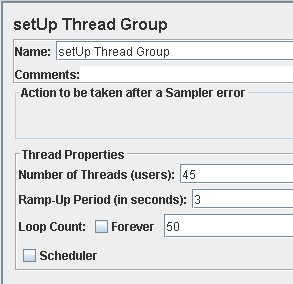 setUp Thread Group
Name: setUp Thread Group
Comments:
Action to be taken after a Sampler error
Thread Properties
Number of Threads (users): 45
Ramp-Up Period (in seconds): 3
Loop Count: Forever 50
Scheduler